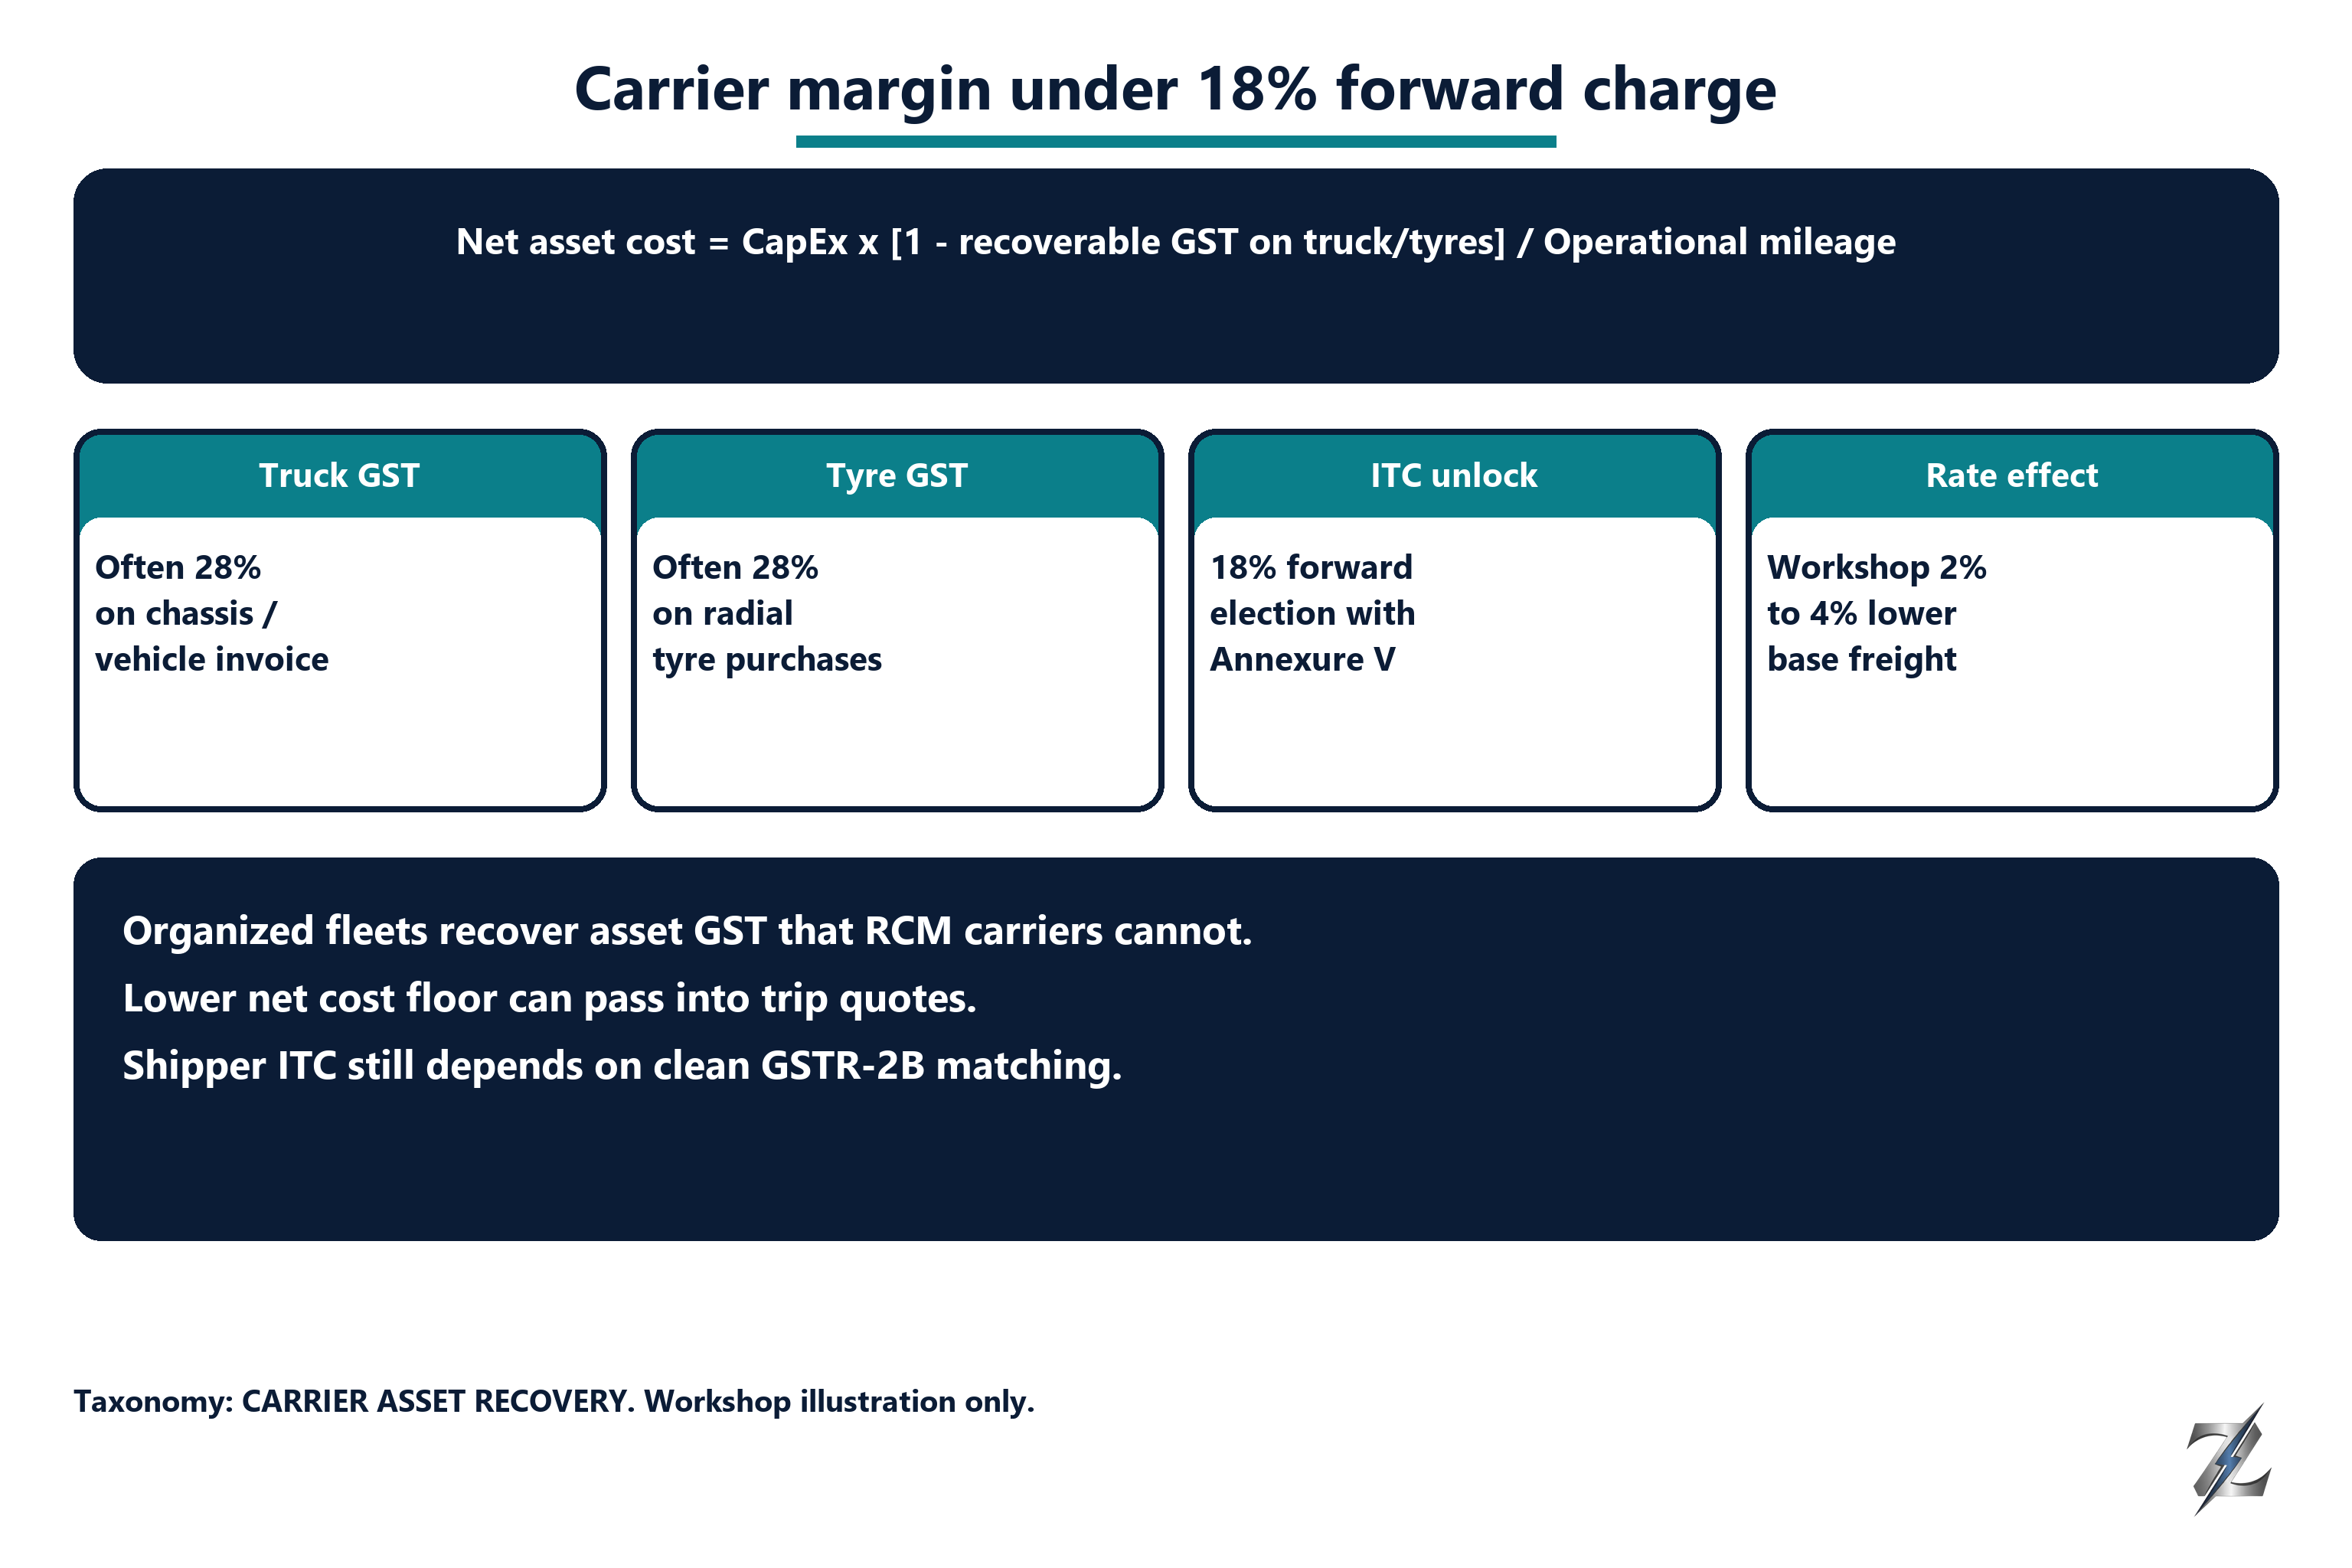 Carrier margin under 18% forward charge
Net asset cost = CapEx x [1 - recoverable GST on truck/tyres] / Operational mileage
Truck GST
Often 28%
on chassis /
vehicle invoice
Tyre GST
Often 28%
on radial
tyre purchases
ITC unlock
18% forward
election with
Annexure V
Rate effect
Workshop 2%
to 4% lower
base freight
Organized fleets recover asset GST that RCM carriers cannot.
Lower net cost floor can pass into trip quotes.
Shipper ITC still depends on clean GSTR-2B matching.
Taxonomy: CARRIER ASSET RECOVERY. Workshop illustration only.
Z